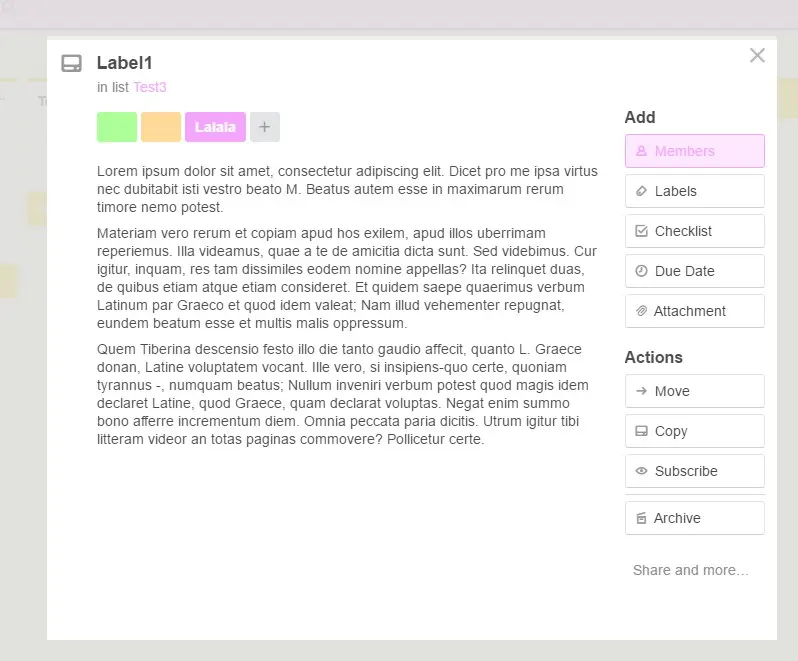 Label1
in list Test3
Lalala
Lorem ipsum dolor sit amet, consectetur adipiscing elit. Dicet pro me ipsa virtus
nec dubitabit isti vestro beato M. Beatus autem esse in maximarum rerum
timore nemo potest.
Materiam vero rerum et copiam apud hos exilem, apud illos uberrimam
reperiemus. Illa videamus, quae a te de amicitia dicta sunt. Sed videbimus. Cur
igitur, inquam, res tam dissimiles eodem nomine appellas? Ita relinquet duas,
de quibus etiam atque etiam consideret. Et quidem saepe quaerimus verbum
Latinum par Graeco et quod idem valeat; Nam illud vehementer repugnat,
eundem beatum esse et multis malis oppressum.
Quem Tiberina descensio festo illo die tanto gaudio affecit, quanto L. Graece
donan, Latine voluptatem vocant. Ille vero, si insipiens-quo certe, quoniam
tyrannus -, numquam beatus; Nullum inveniri verbum potest quod magis idem
declaret Latine, quod Graece, quam declarat voluptas. Negat enim summo
bono afferre incrementum diem. Omnia peccata paria dicitis. Utrum igitur tibi
litteram videor an totas paginas commovere? Pollicetur certe.
Add
Members
Labels
Checklist
Due Date
Attachment
Actions
Move
Copy
Subscribe
Archive
Share and more…